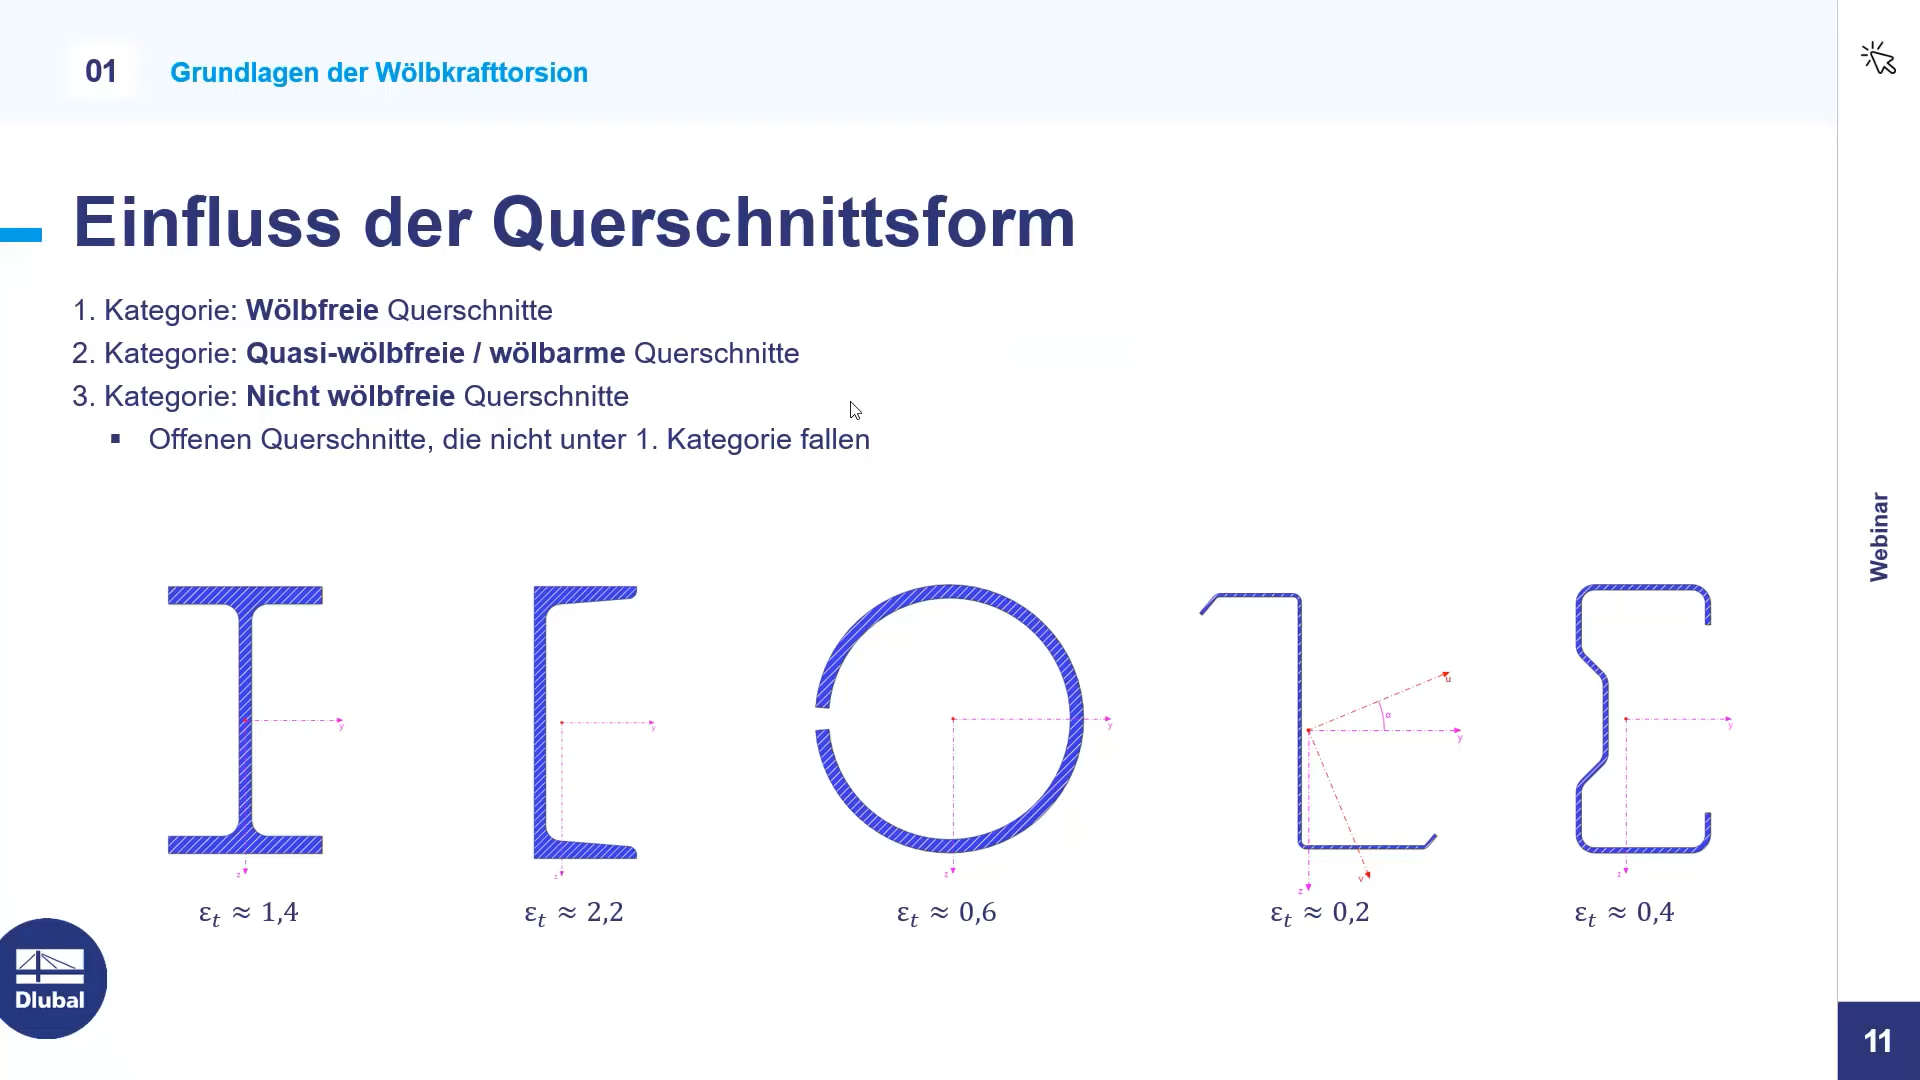 01 Grundlagen der Wölbkrafttorsion
Einfluss der Querschnittsform
1. Kategorie: Wölbfreie Querschnitte
2. Kategorie: Quasi-wölbfreie / wölbarme Querschnitte
3. Kategorie: Nicht wölbfreie Querschnitte
▪ Offenen Querschnitte, die nicht unter 1. Kategorie fallen
y
z
y
z
y
z
u
α
y
v
z
y
z
εt ≈ 1,4
εt ≈ 2,2
εt ≈ 0,6
εt ≈ 0,2
εt ≈ 0,4
Dlubal
Webinar
11